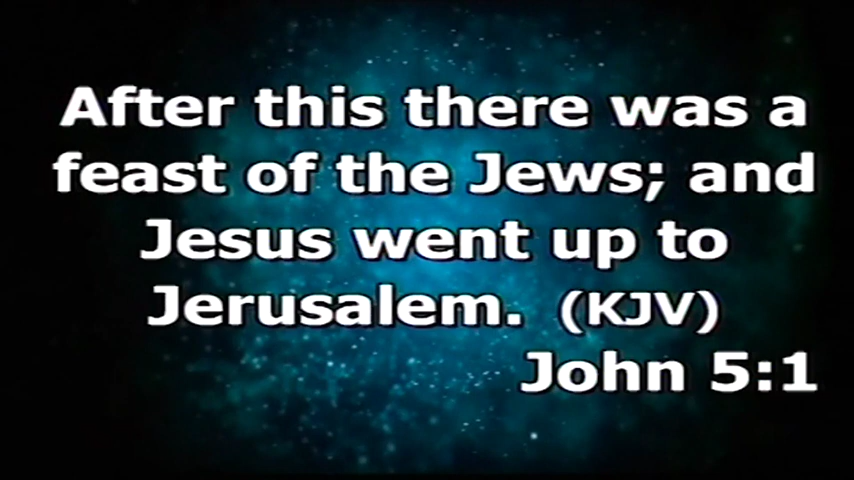 After this there was a
feast of the Jews; and
Jesus went up to
Jerusalem. (KJV)
John 5:1